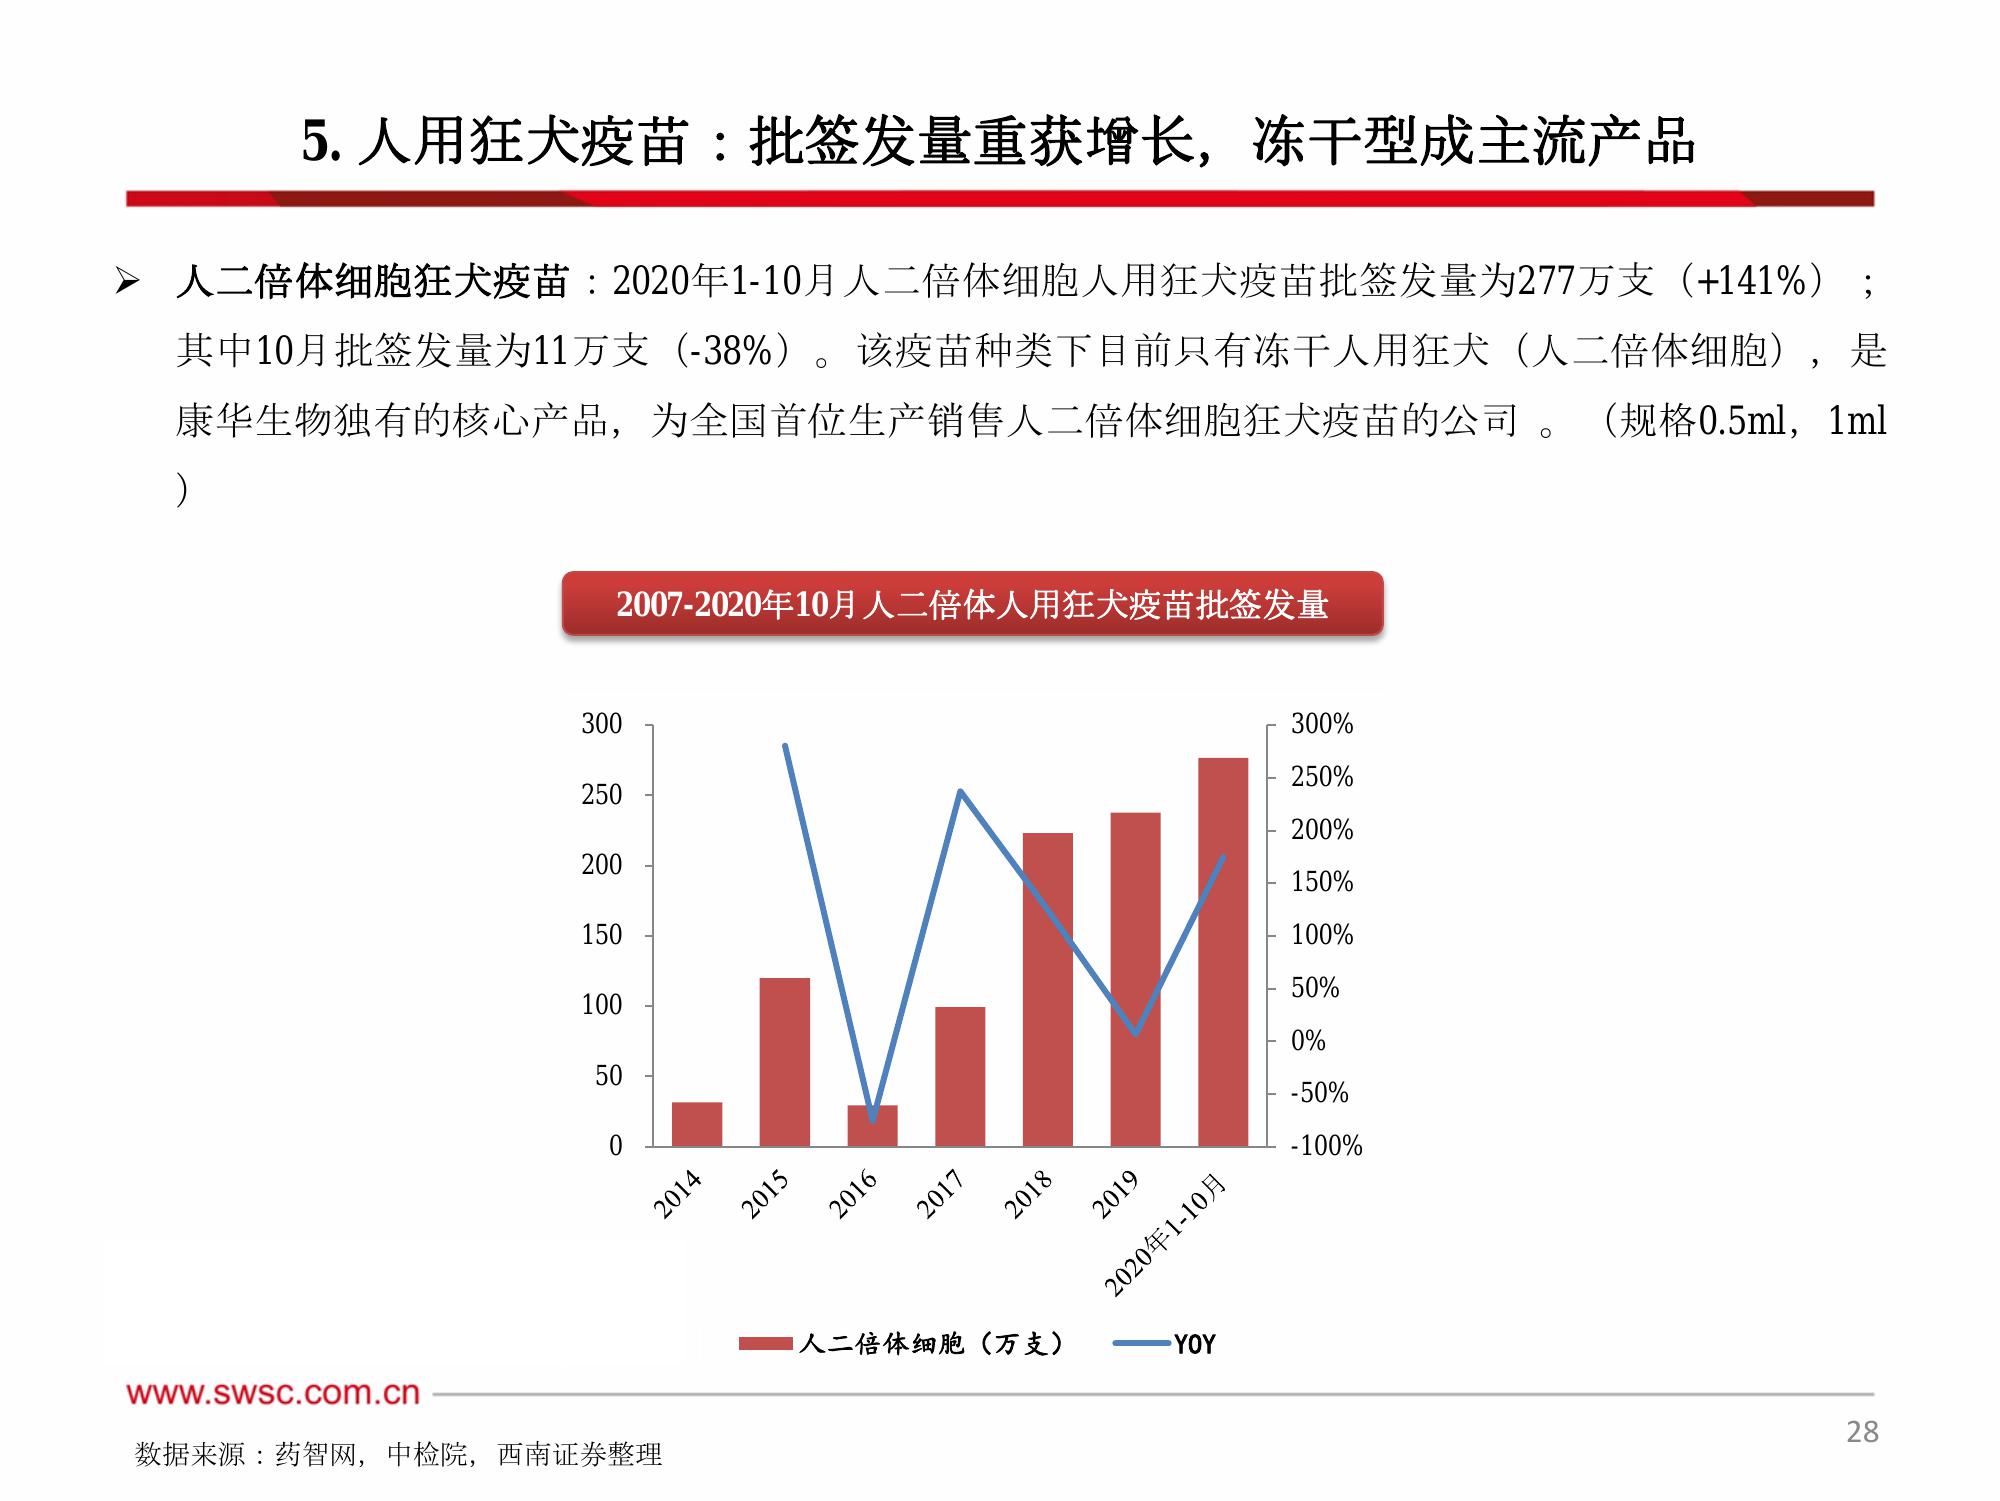 5. 人用狂犬疫苗：批签发量重获增长，冻干型成主流产品
➢ 人二倍体细胞狂犬疫苗：2020年1-10月人二倍体细胞人用狂犬疫苗批签发量为277万支（+141%）；
其中10月批签发量为11万支（-38%）。该疫苗种类下目前只有冻干人用狂犬（人二倍体细胞），是
康华生物独有的核心产品，为全国首位生产销售人二倍体细胞狂犬疫苗的公司 。（规格0.5ml，1ml
）
2007-2020年10月人二倍体人用狂犬疫苗批签发量
300 300%
250 250%
200 200%
150 150%
100 100%
50 50%
0 0%
-50%
-100%
2014 2015 2016 2017 2018 2019 2020年1-10月
人二倍体细胞（万支） YOY
www.swsc.com.cn
28
数据来源：药智网，中检院，西南证券整理